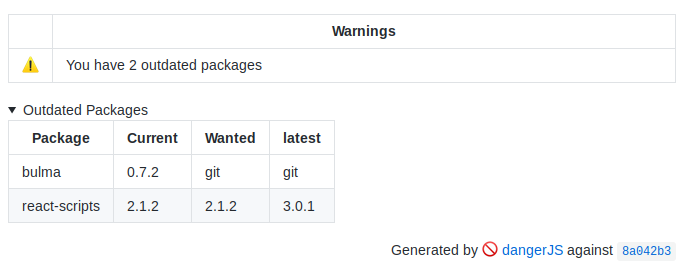 Warnings
⚠️ You have 2 outdated packages
▼ Outdated Packages
Package Current Wanted latest
bulma 0.7.2 git git
react-scripts 2.1.2 2.1.2 3.0.1
Generated by 🚫 dangerJS against 8a042b3